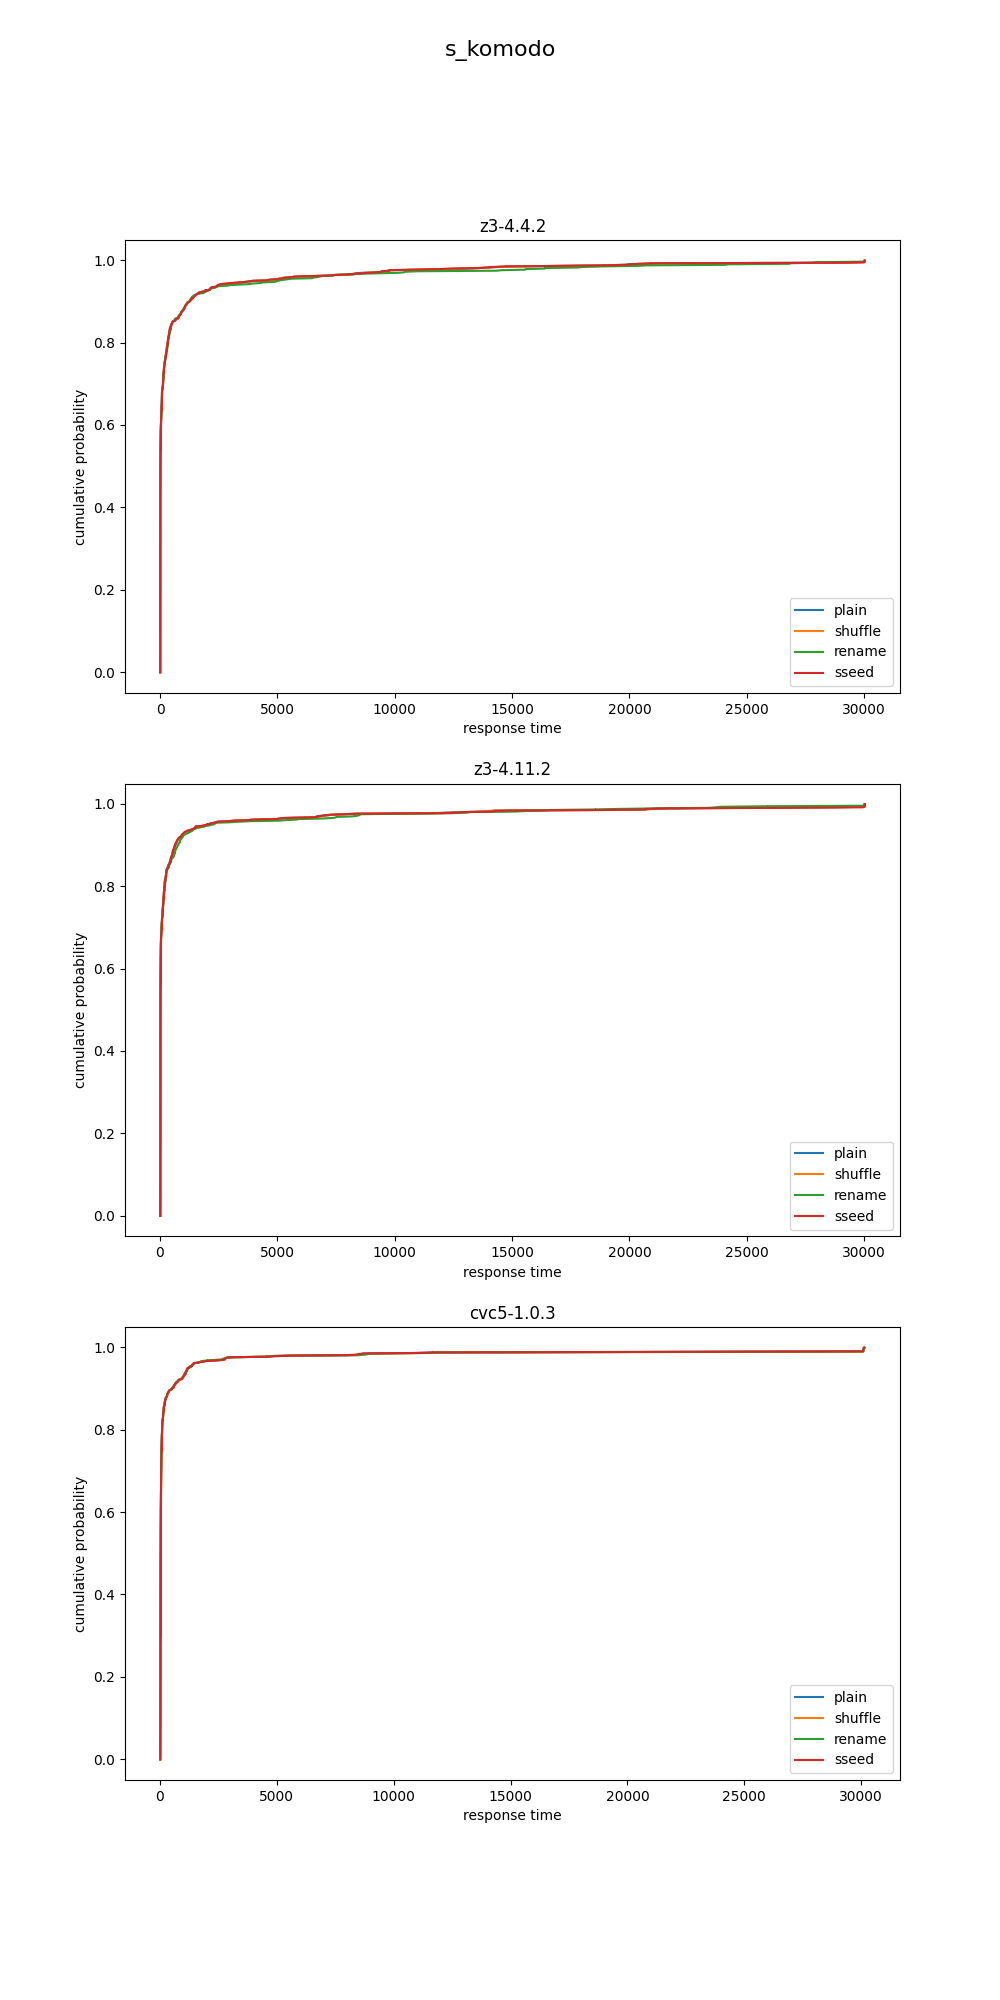 s_komodo
z3-4.4.2
1.0
0.8
0.6
0.4
0.2
0.0
cumulative probability
plain
shuffle
rename
sseed
0 5000 10000 15000 20000 25000 30000
response time
z3-4.11.2
1.0
0.8
0.6
0.4
0.2
0.0
cumulative probability
plain
shuffle
rename
sseed
0 5000 10000 15000 20000 25000 30000
response time
cvc5-1.0.3
1.0
0.8
0.6
0.4
0.2
0.0
cumulative probability
plain
shuffle
rename
sseed
0 5000 10000 15000 20000 25000 30000
response time